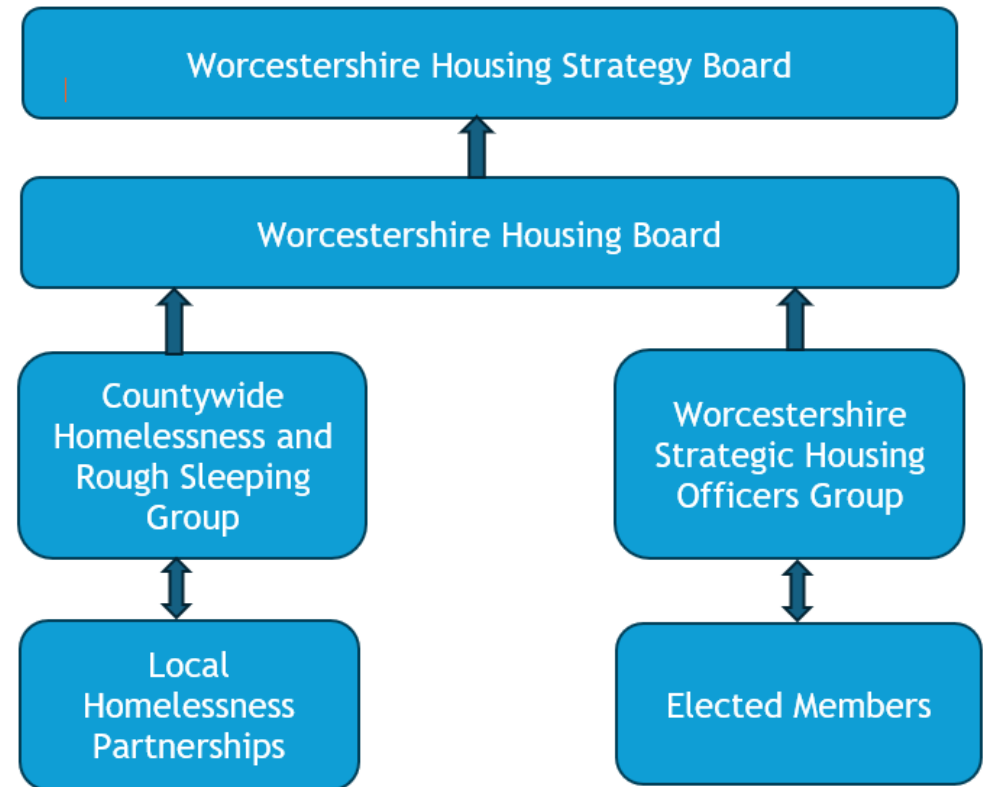 Worcestershire Housing Strategy Board
Worcestershire Housing Board
Countywide
Homelessness and
Rough Sleeping
Group
Worcestershire
Strategic Housing
Officers Group
Local
Homelessness
Partnerships
Elected Members